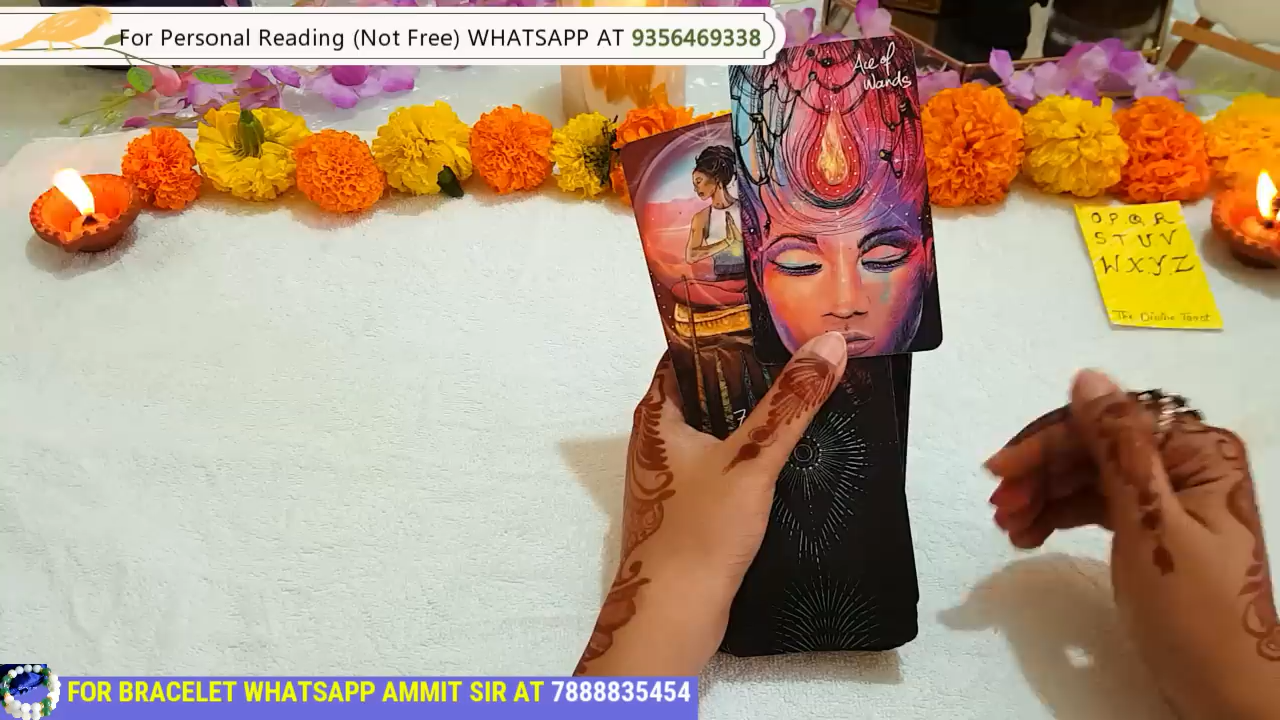 For Personal Reading (Not Free) WHATSAPP AT 9356469338
Ace of
Wands
O P Q R
S T U V
W X Y Z
The Divine Tarot
7
FOR BRACELET WHATSAPP AMMIT SIR AT 7888835454